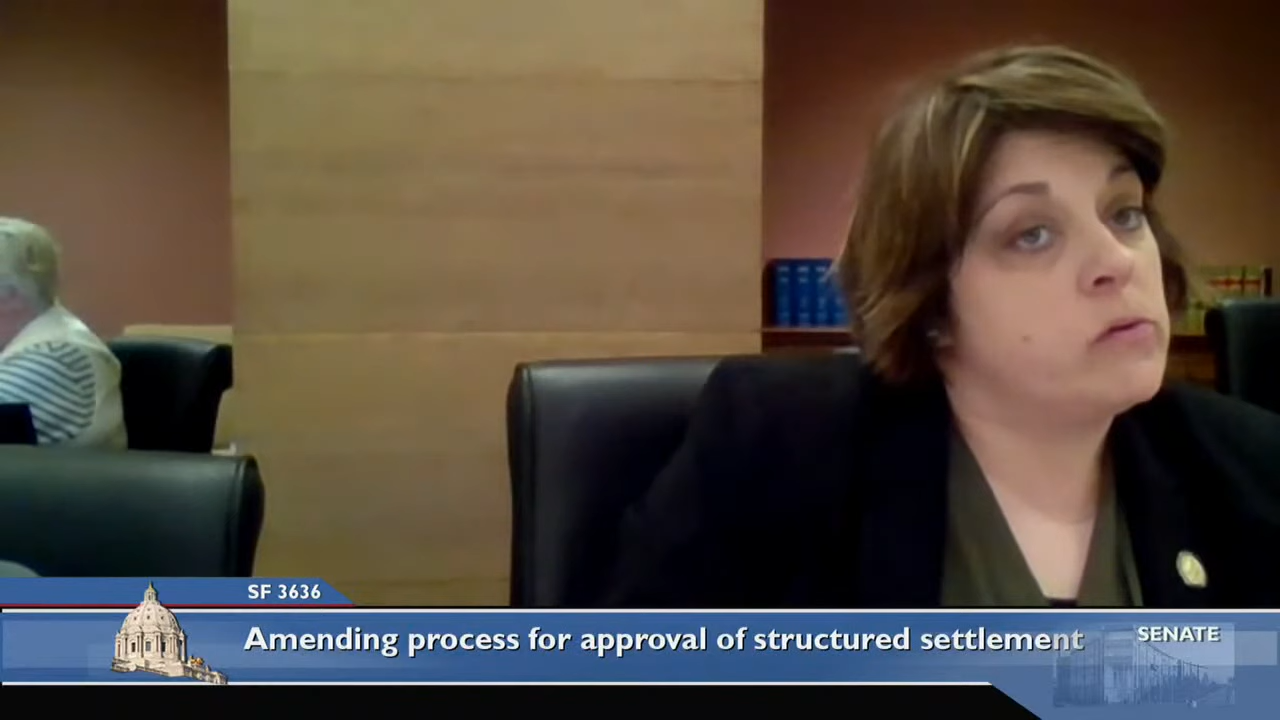 SF 3636
Amending process for approval of structured settlement
SENATE